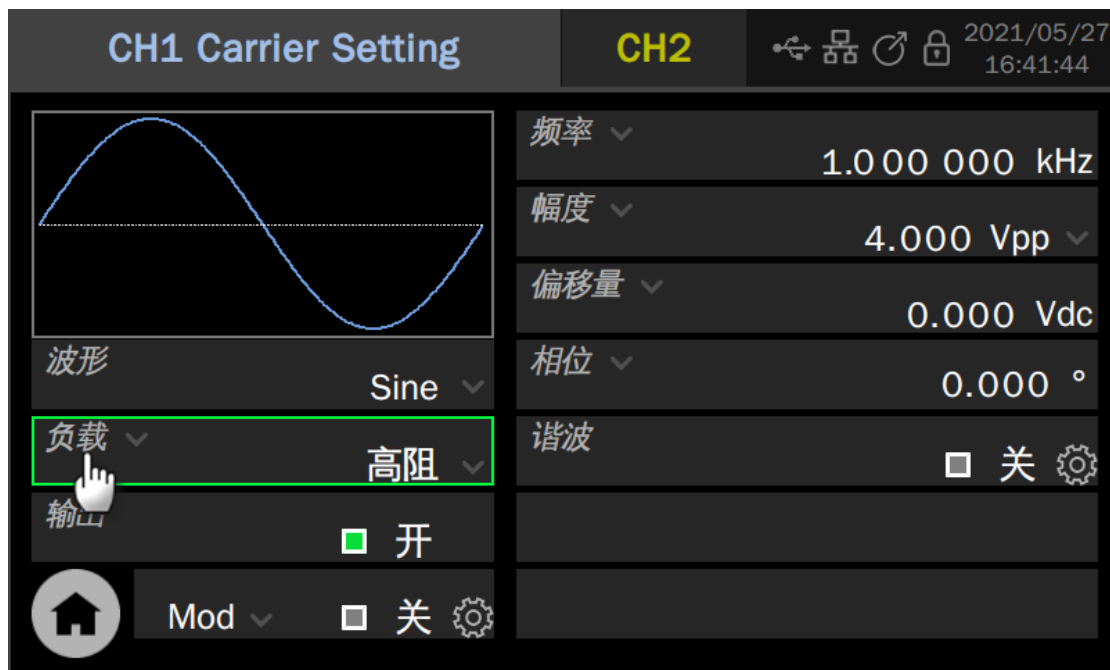 CH1 Carrier Setting
CH2
2021/05/27
16:41:44
波形
Sine
负载
高阻
输出
开
Mod
关
频率
1.000 000 kHz
幅度
4.000 Vpp
偏移量
0.000 Vdc
相位
0.000 °
谐波
关